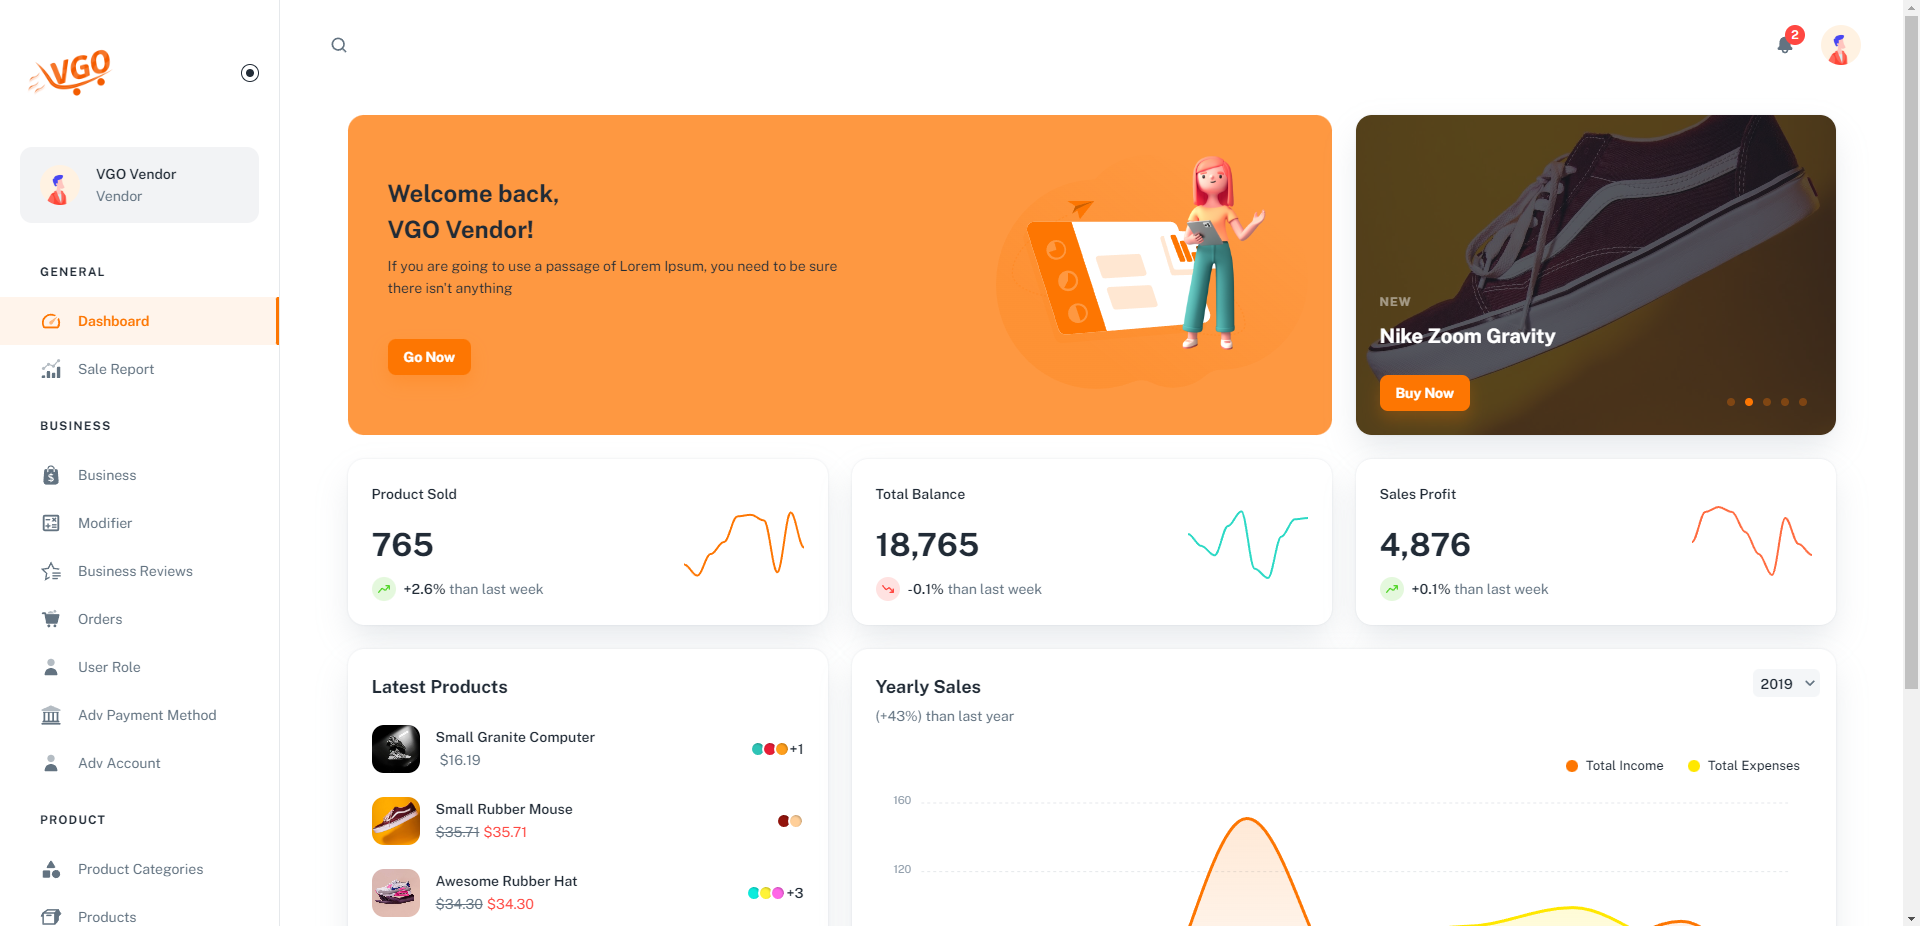 VGO
2
VGO Vendor
Vendor
GENERAL
Dashboard
Sale Report
BUSINESS
Business
Modifier
Business Reviews
Orders
User Role
Adv Payment Method
Adv Account
PRODUCT
Product Categories
Products
Welcome back,
VGO Vendor!
If you are going to use a passage of Lorem Ipsum, you need to be sure
there isn't anything
Go Now
NEW
Nike Zoom Gravity
Buy Now
Product Sold
765
+2.6% than last week
Total Balance
18,765
-0.1% than last week
Sales Profit
4,876
+0.1% than last week
Latest Products
Small Granite Computer
$16.19
+1
Small Rubber Mouse
$35.71 $35.71
Awesome Rubber Hat
$34.30 $34.30
+3
Yearly Sales
(+43%) than last year
2019
Total Income
Total Expenses
160
120